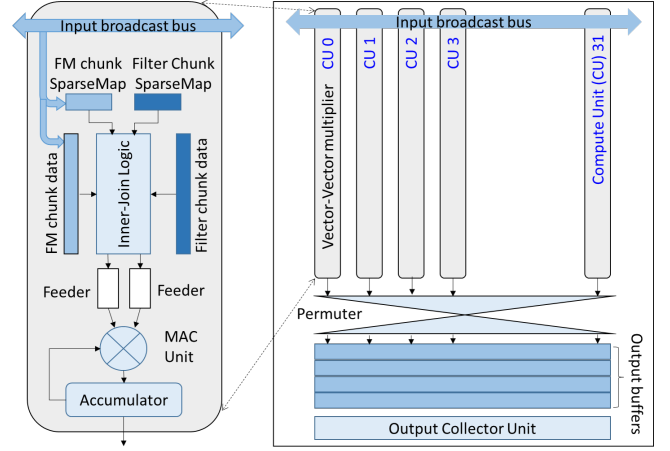 Input broadcast bus
FM chunk
SparseMap
Filter Chunk
SparseMap
FM chunk data
Inner-Join Logic
Filter chunk data
Feeder
Feeder
MAC
Unit
Accumulator
Input broadcast bus
Vector-Vector multiplier
CU 0
CU 1
CU 2
CU 3
Compute Unit (CU) 31
Permuter
Output buffers
Output Collector Unit